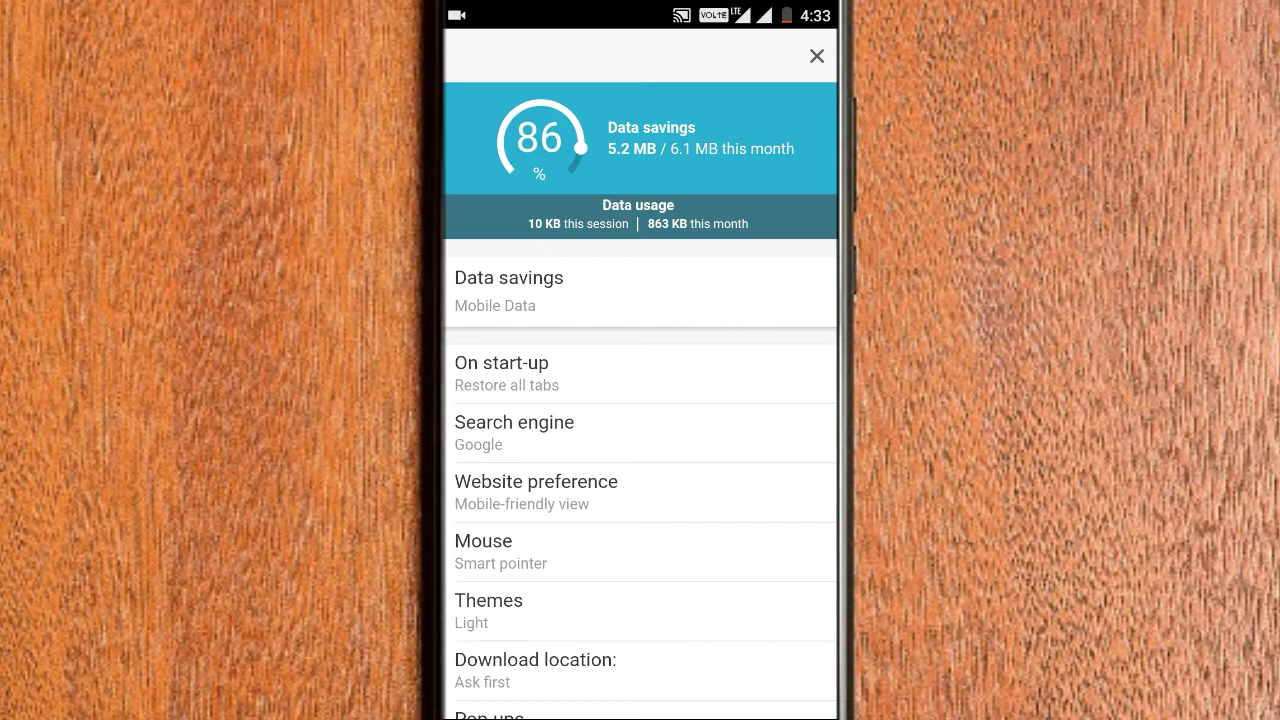 VOLTE LTE 4:33
86
%
Data savings
5.2 MB / 6.1 MB this month
Data usage
10 KB this session | 863 KB this month
Data savings
Mobile Data
On start-up
Restore all tabs
Search engine
Google
Website preference
Mobile-friendly view
Mouse
Smart pointer
Themes
Light
Download location:
Ask first
Pop ups